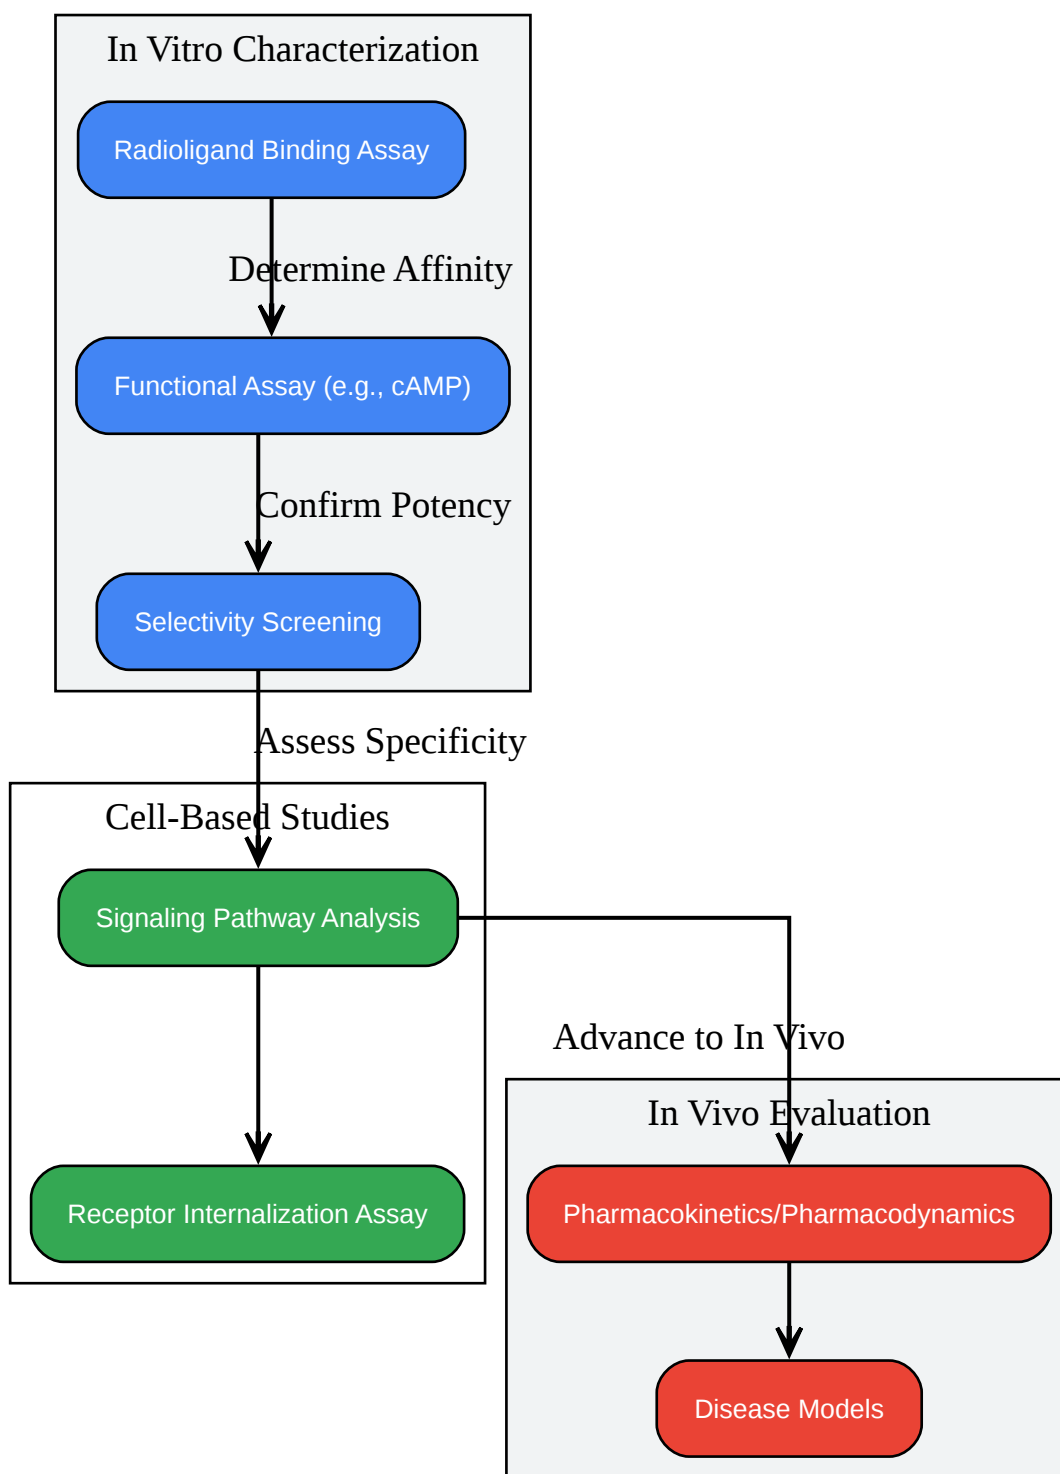 In Vitro Characterization
Radioligand Binding Assay
Determine Affinity
Functional Assay (e.g., cAMP)
Confirm Potency
Selectivity Screening
Assess Specificity
Cell-Based Studies
Signaling Pathway Analysis
Advance to In Vivo
In Vivo Evaluation
Receptor Internalization Assay
Pharmacokinetics/Pharmacodynamics
Disease Models